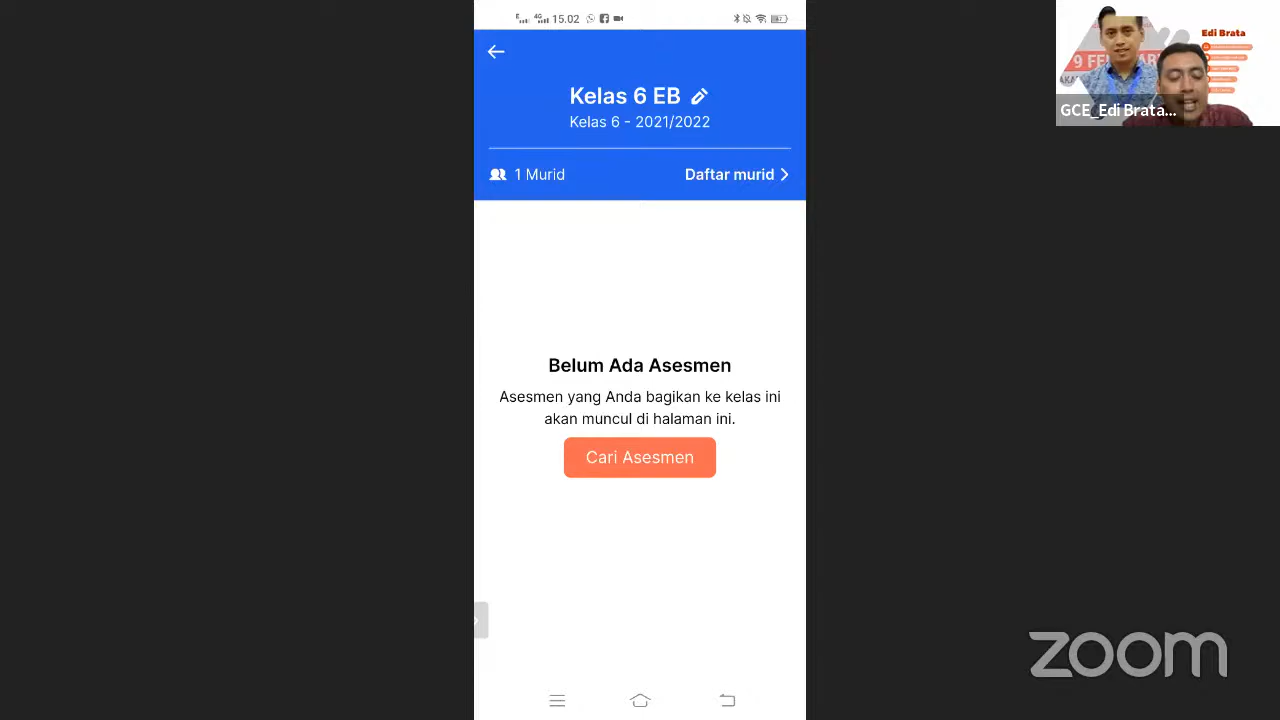 15.02
Kelas 6 EB
Kelas 6 - 2021/2022
1 Murid
Daftar murid
Belum Ada Asesmen
Asesmen yang Anda bagikan ke kelas ini
akan muncul di halaman ini.
Cari Asesmen
Edi Brata
GCE_Edi Brata...
zoom